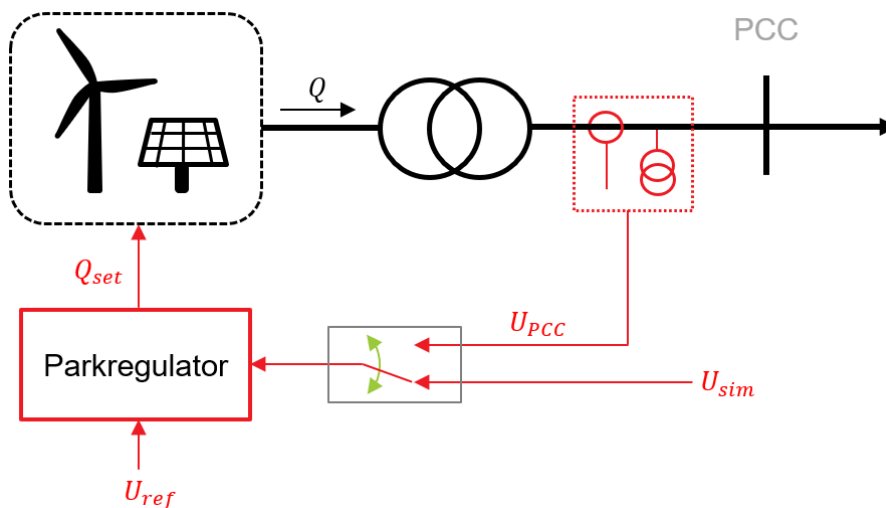 PCC
Q
Q_set
U_PCC
Parkregulator
U_sim
U_ref